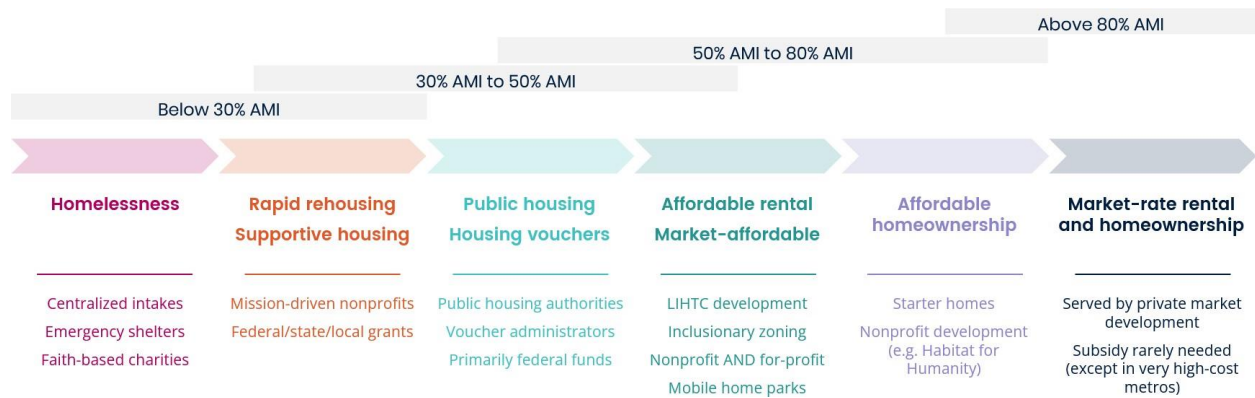 Above 80% AMI
50% AMI to 80% AMI
30% AMI to 50% AMI
Below 30% AMI
Homelessness
Centralized intakes
Emergency shelters
Faith-based charities
Rapid rehousing
Supportive housing
Mission-driven nonprofits
Federal/state/local grants
Public housing
Housing vouchers
Public housing authorities
Voucher administrators
Primarily federal funds
Affordable rental
Market-affordable
LIHTC development
Inclusionary zoning
Nonprofit AND for-profit
Mobile home parks
Affordable
homeownership
Starter homes
Nonprofit development
(e.g. Habitat for
Humanity)
Market-rate rental
and homeownership
Served by private market
development
Subsidy rarely needed
(except in very high-cost
metros)